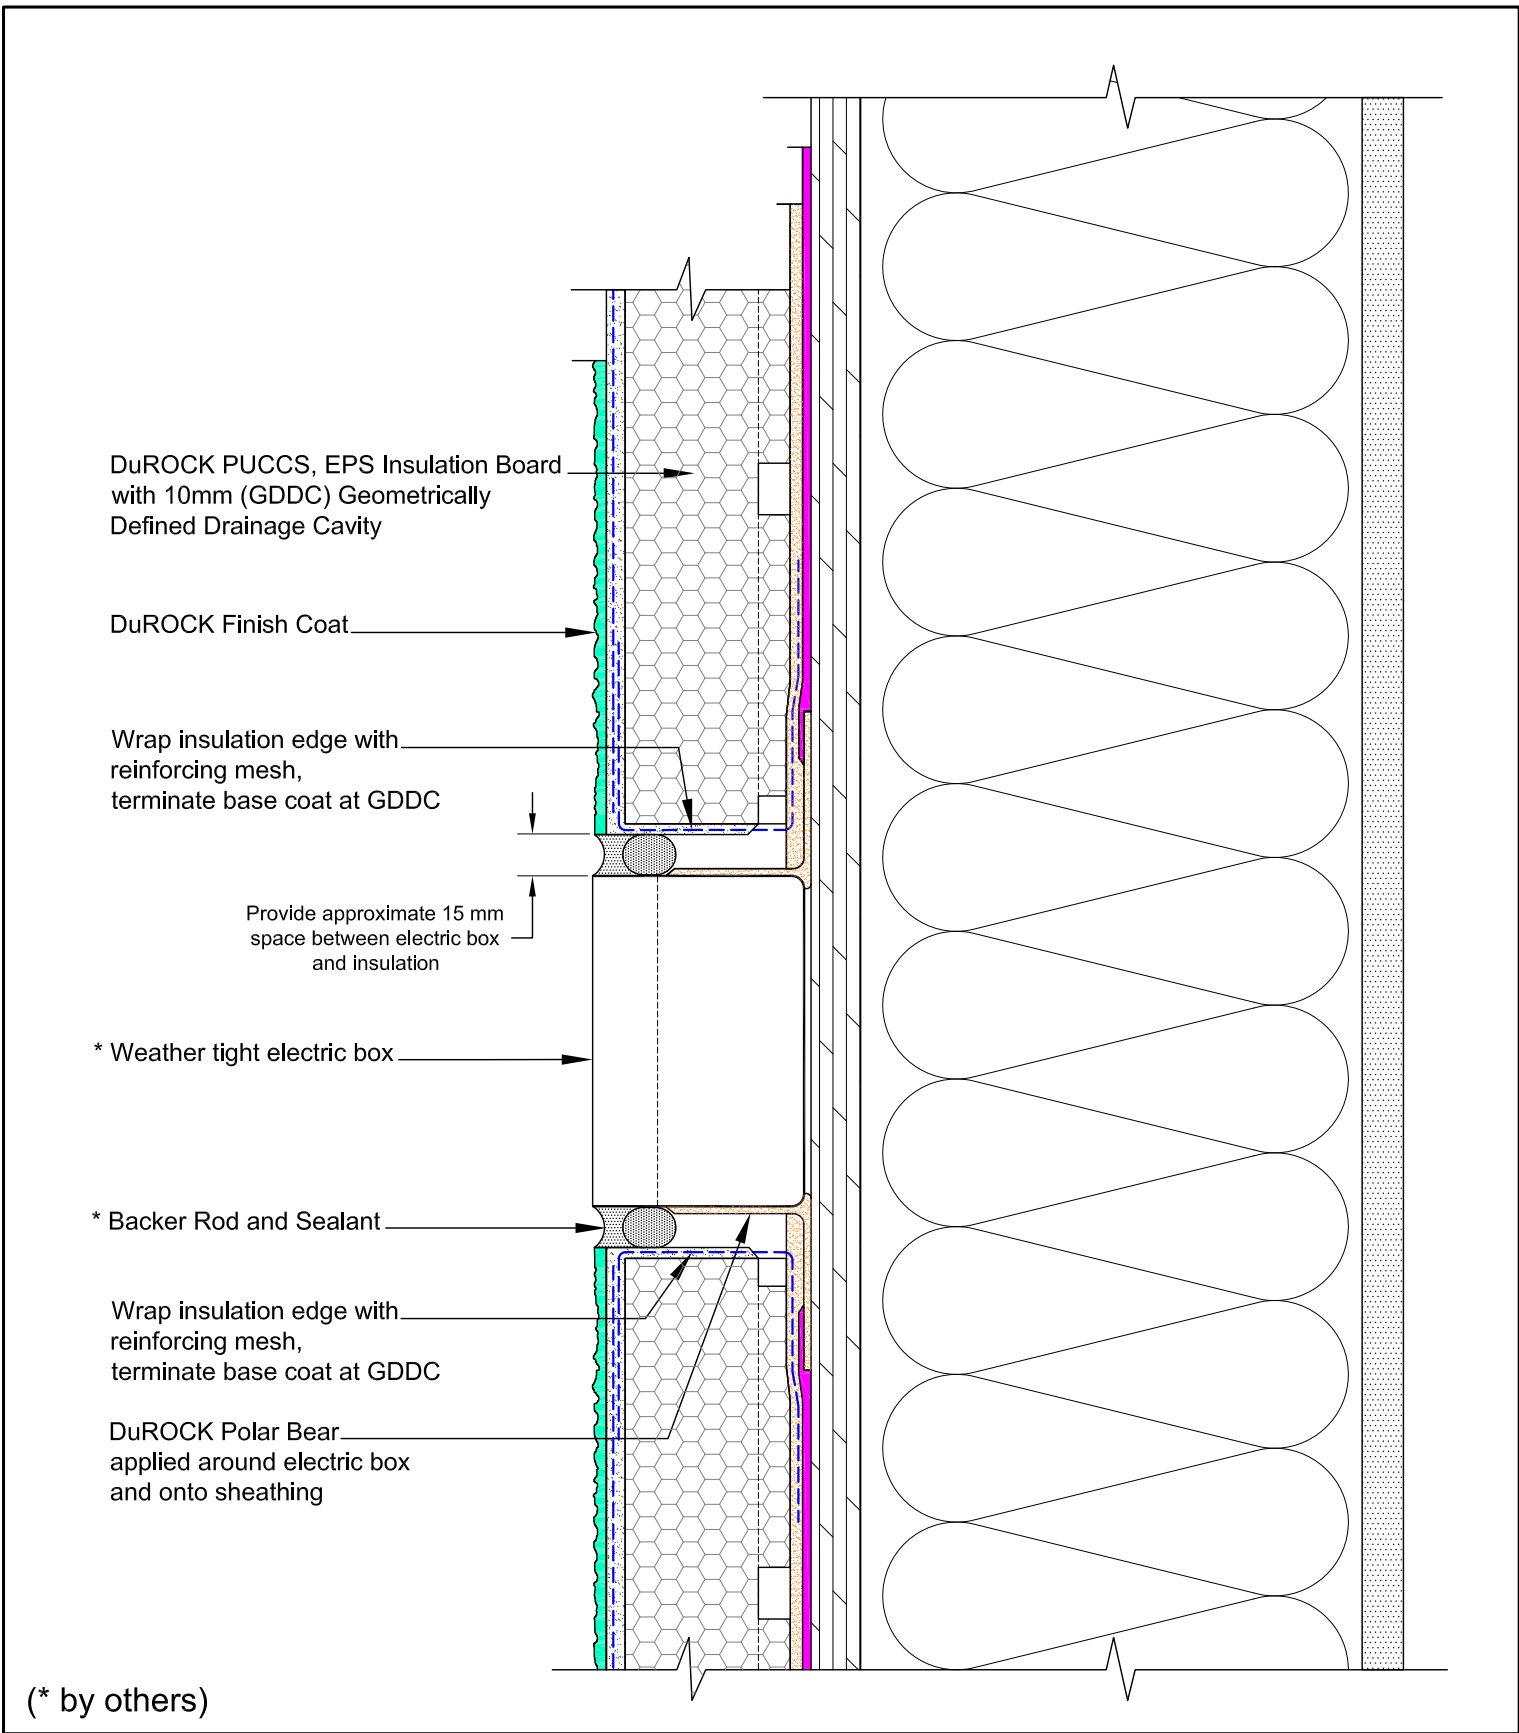 DuROCK PUCCS, EPS Insulation Board
with 10mm (GDDC) Geometrically
Defined Drainage Cavity
DuROCK Finish Coat
Wrap insulation edge with
reinforcing mesh,
terminate base coat at GDDC
Provide approximate 15 mm
space between electric box
and insulation
* Weather tight electric box
* Backer Rod and Sealant
Wrap insulation edge with
reinforcing mesh,
terminate base coat at GDDC
DuROCK Polar Bear
applied around electric box
and onto sheathing
(* by others)